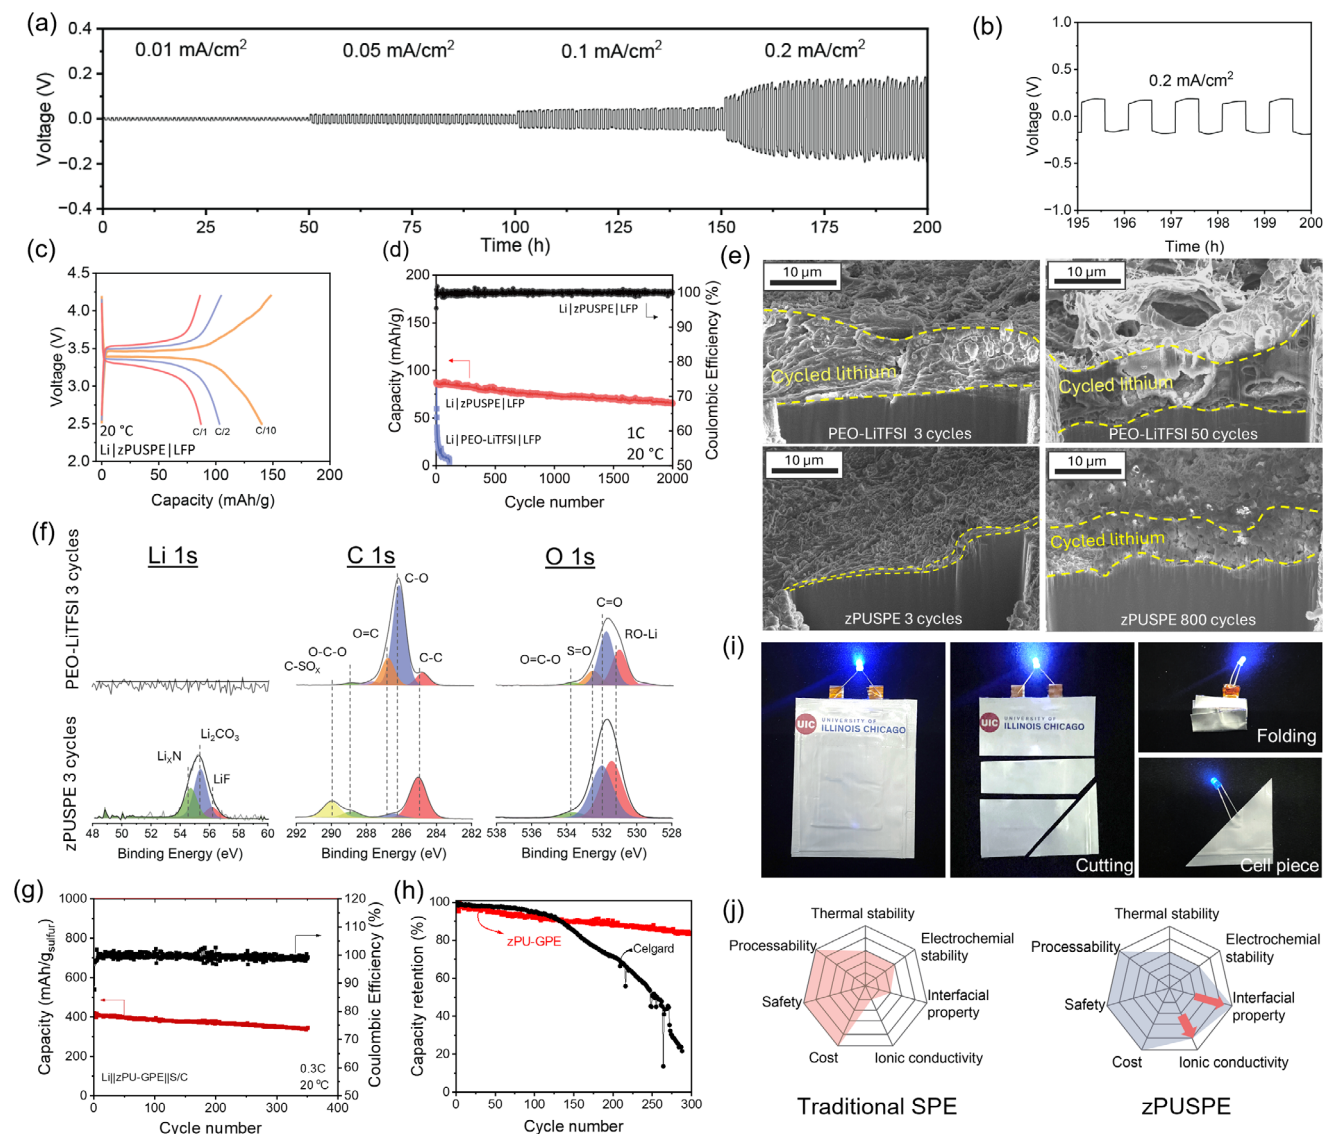 (a)
0.01 mA/cm²
0.05 mA/cm²
0.1 mA/cm²
0.2 mA/cm²
Voltage (V)
0.4
0.2
0.0
−0.2
−0.4
0 25 50 75 100 125 150 175 200
Time (h)
(b)
0.2 mA/cm²
Voltage (V)
1.0
0.5
0.0
−0.5
−1.0
195 196 197 198 199 200
Time (h)
(c)
Voltage (V)
4.5
4.0
3.5
3.0
2.5
2.0
20 °C
C/1 C/2 C/10
Li|zPUSPE|LFP
0 50 100 150 200
Capacity (mAh/g)
(d)
Capacity (mAh/g)
200
150
100
50
0
Li|zPUSPE|LFP
Li|zPUSPE|LFP
Li|PEO-LiTFSI|LFP
1C
20 °C
100
90
80
70
60
50
Coulombic Efficiency (%)
0 500 1000 1500 2000
Cycle number
(e)
10 µm
Cycled lithium
PEO-LiTFSI 3 cycles
10 µm
Cycled lithium
PEO-LiTFSI 50 cycles
10 µm
zPUSPE 3 cycles
10 µm
Cycled lithium
zPUSPE 800 cycles
(f)
Li 1s
C 1s
O 1s
PEO-LiTFSI 3 cycles
zPUSPE 3 cycles
C-O
O=C
O-C-O
C-SOₓ
C-C
C=O
RO-Li
S=O
O=C-O
Li₂CO₃
LiₓN
LiF
48 50 52 54 56 58 60
Binding Energy (eV)
292 290 288 286 284 282
Binding Energy (eV)
538 536 534 532 530 528
Binding Energy (eV)
(g)
Capacity (mAh/g_sulfur)
1000
900
800
700
600
400
200
0
Li||zPU-GPE||S/C
0.3C
20 ºC
120
110
100
90
80
70
60
50
Coulombic Efficiency (%)
0 100 200 300 400
Cycle number
(h)
Capacity retention (%)
100
80
60
40
20
0
zPU-GPE
Celgard
0 50 100 150 200 250 300
Cycle number
(i)
UIC
UNIVERSITY OF
ILLINOIS CHICAGO
UIC
UNIVERSITY OF
ILLINOIS CHICAGO
Cutting
Folding
Cell piece
(j)
Thermal stability
Electrochemial
stability
Interfacial
property
Ionic conductivity
Cost
Safety
Processability
Traditional SPE
Thermal stability
Electrochemial
stability
Interfacial
property
Ionic conductivity
Cost
Safety
Processability
zPUSPE